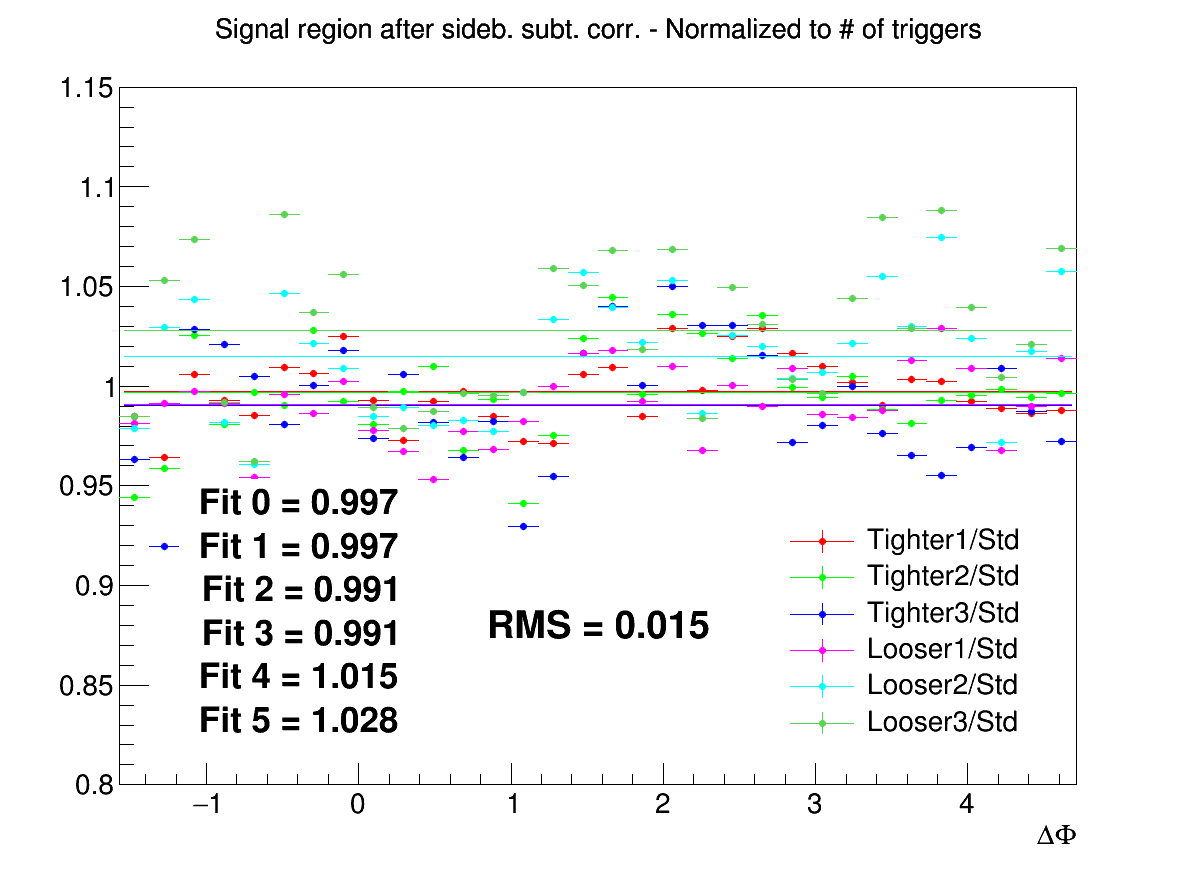 Signal region after sideb. subt. corr. - Normalized to # of triggers
1.15
1.1
1.05
1
0.95
0.9
0.85
0.8
Fit 0 = 0.997
Fit 1 = 0.997
Fit 2 = 0.991
Fit 3 = 0.991
Fit 4 = 1.015
Fit 5 = 1.028
RMS = 0.015
Tighter1/Std
Tighter2/Std
Tighter3/Std
Looser1/Std
Looser2/Std
Looser3/Std
−1 0 1 2 3 4
ΔΦ